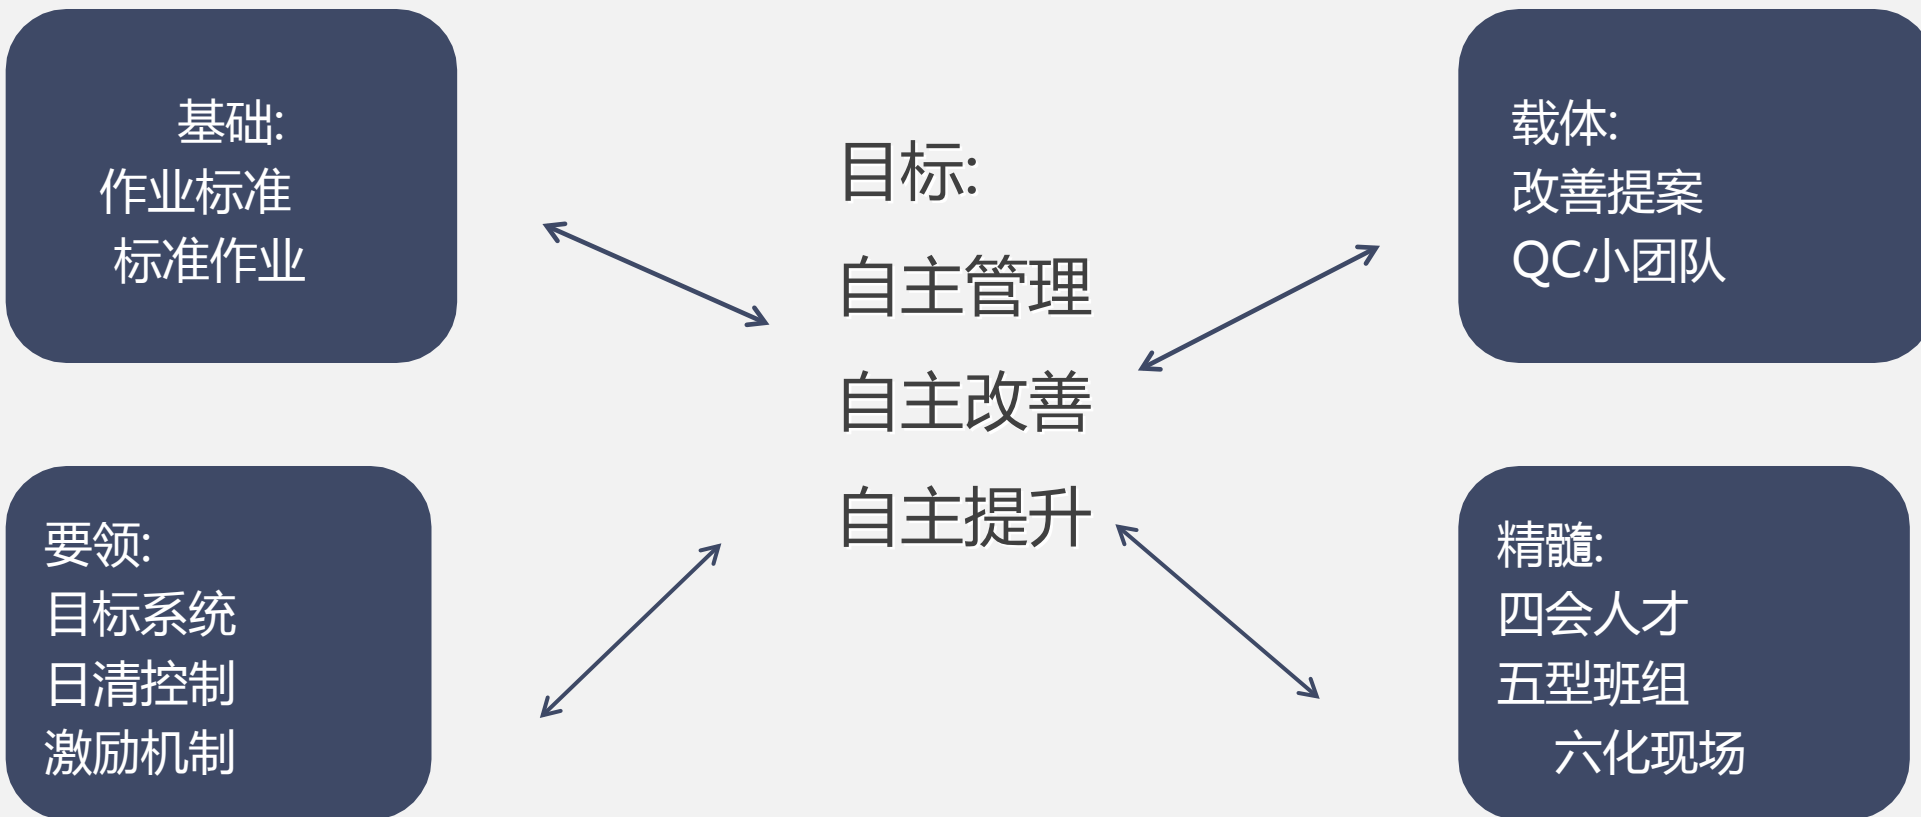 基础:
作业标准
标准作业
目标:
自主管理
自主改善
自主提升
载体:
改善提案
QC小团队
要领:
目标系统
日清控制
激励机制
精髓:
四会人才
五型班组
六化现场